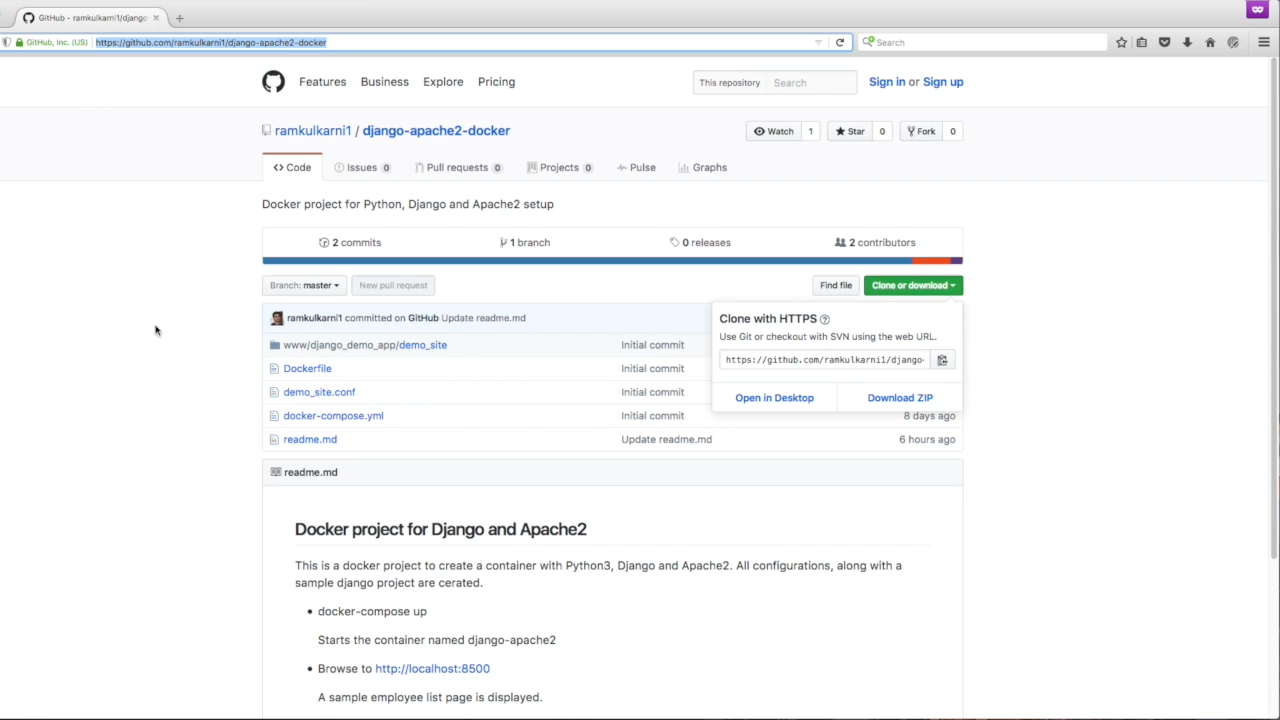 GitHub - ramkulkarni1/django
GitHub, Inc. (US) https://github.com/ramkulkarni1/django-apache2-docker Search
Features Business Explore Pricing This repository Search Sign in or Sign up
ramkulkarni1 / django-apache2-docker Watch 1 Star 0 Fork 0
Code Issues 0 Pull requests 0 Projects 0 Pulse Graphs
Docker project for Python, Django and Apache2 setup
2 commits 1 branch 0 releases 2 contributors
Branch: master New pull request Find file Clone or download
ramkulkarni1 committed on GitHub Update readme.md
www/django_demo_app/demo_site Initial commit
Dockerfile Initial commit
demo_site.conf Initial commit
docker-compose.yml Initial commit 8 days ago
readme.md Update readme.md 6 hours ago
Clone with HTTPS
Use Git or checkout with SVN using the web URL.
https://github.com/ramkulkarni1/django-
Open in Desktop Download ZIP
readme.md
Docker project for Django and Apache2
This is a docker project to create a container with Python3, Django and Apache2. All configurations, along with a
sample django project are cerated.
• docker-compose up
Starts the container named django-apache2
• Browse to http://localhost:8500
A sample employee list page is displayed.